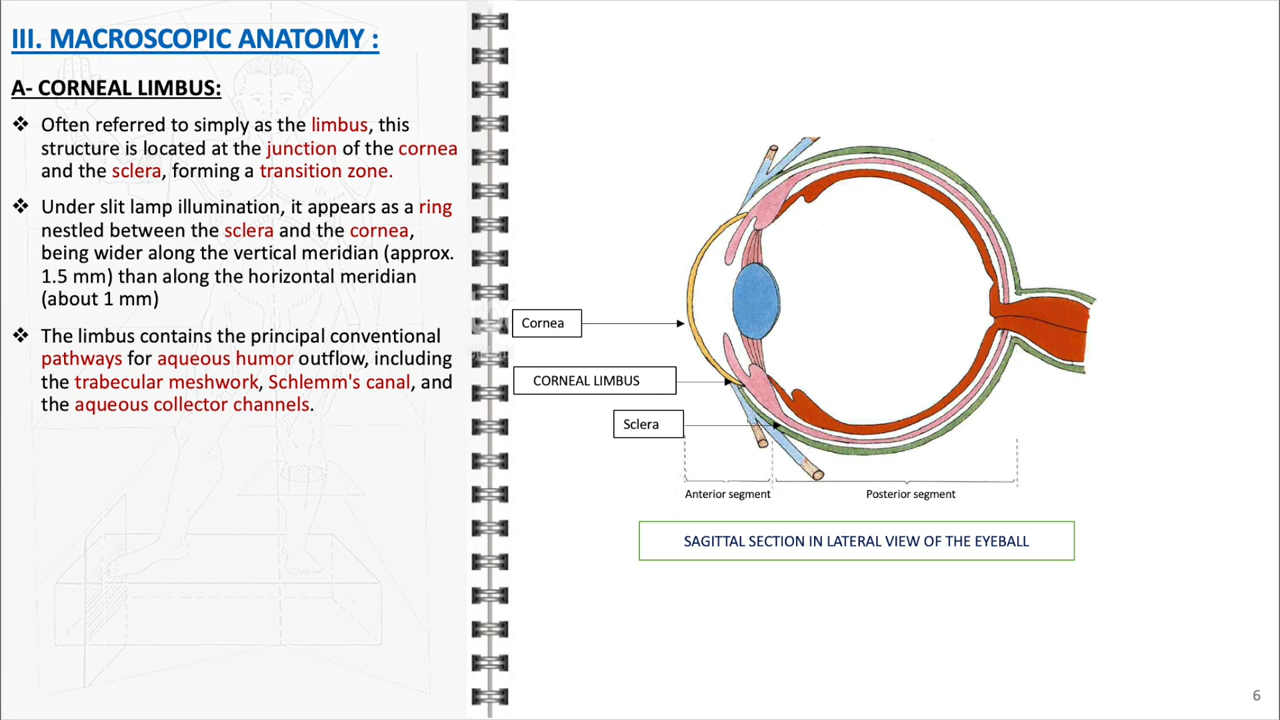 III. MACROSCOPIC ANATOMY :
A- CORNEAL LIMBUS:
❖ Often referred to simply as the limbus, this
structure is located at the junction of the cornea
and the sclera, forming a transition zone.
❖ Under slit lamp illumination, it appears as a ring
nestled between the sclera and the cornea,
being wider along the vertical meridian (approx.
1.5 mm) than along the horizontal meridian
(about 1 mm)
❖ The limbus contains the principal conventional
pathways for aqueous humor outflow, including
the trabecular meshwork, Schlemm's canal, and
the aqueous collector channels.
Cornea
CORNEAL LIMBUS
Sclera
Anterior segment
Posterior segment
SAGITTAL SECTION IN LATERAL VIEW OF THE EYEBALL
6